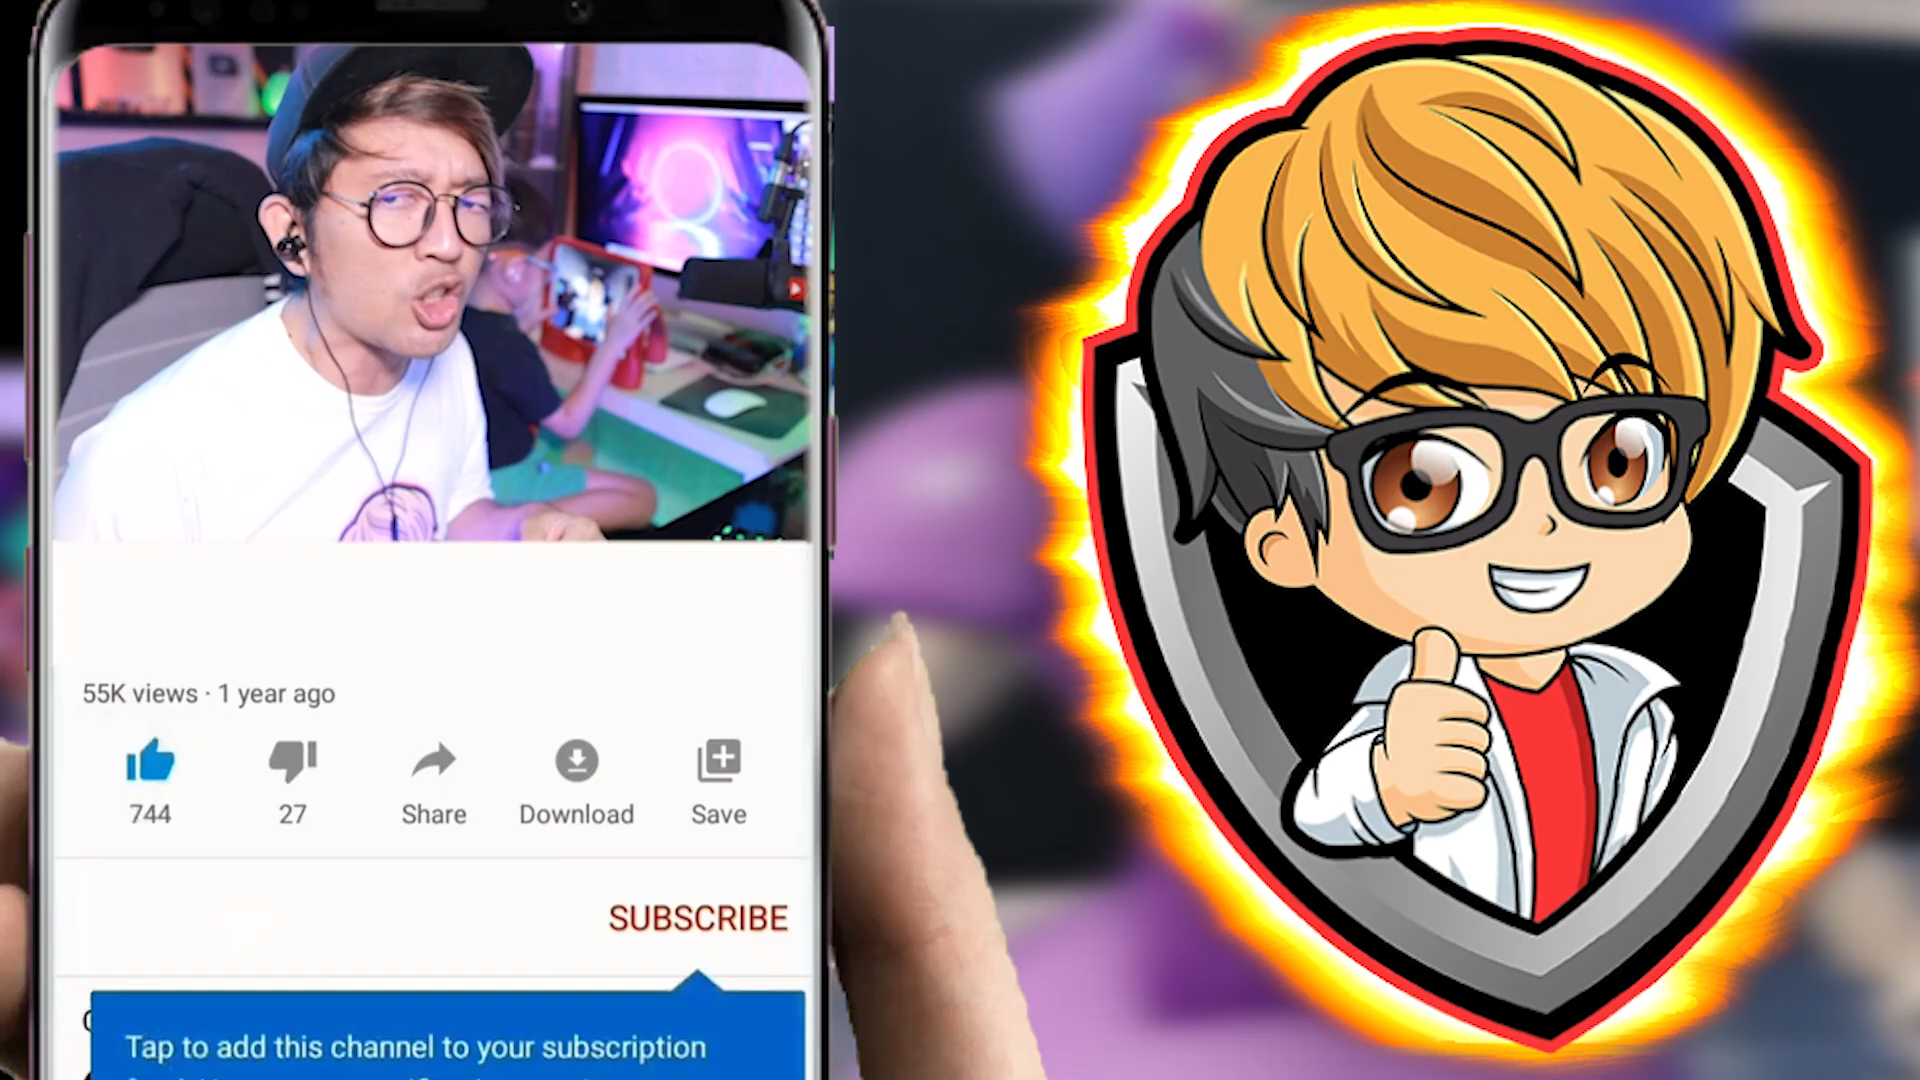 55K views · 1 year ago
744
27
Share
Download
Save
SUBSCRIBE
Tap to add this channel to your subscription